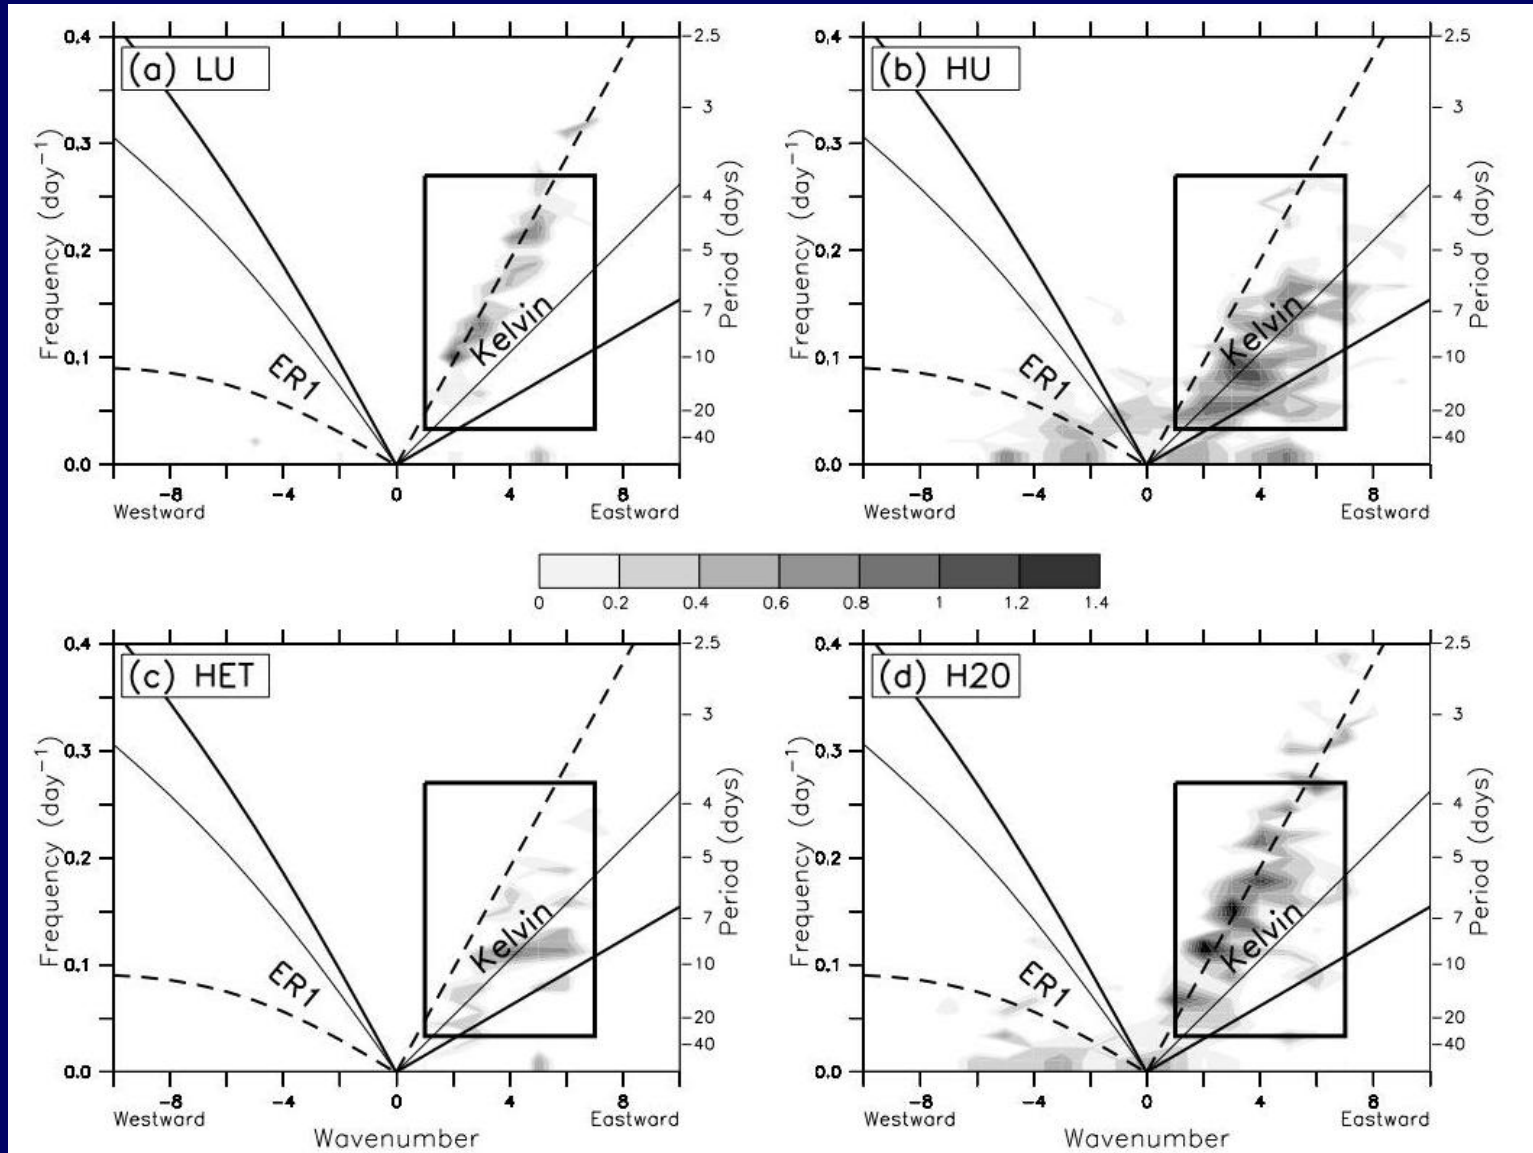 (a) LU
0.4
0.3
0.2
0.1
0.0
Frequency (day⁻¹)
ER1
Kelvin
2.5
3
4
5
7
10
20
40
Period (days)
-8 -4 0 4 8
Westward Eastward
(b) HU
0.4
0.3
0.2
0.1
0.0
Frequency (day⁻¹)
ER1
Kelvin
2.5
3
4
5
7
10
20
40
Period (days)
-8 -4 0 4 8
Westward Eastward
0 0.2 0.4 0.6 0.8 1 1.2 1.4
(c) HET
0.4
0.3
0.2
0.1
0.0
Frequency (day⁻¹)
ER1
Kelvin
2.5
3
4
5
7
10
20
40
Period (days)
-8 -4 0 4 8
Westward Eastward
Wavenumber
(d) H20
0.4
0.3
0.2
0.1
0.0
Frequency (day⁻¹)
ER1
Kelvin
2.5
3
4
5
7
10
20
40
Period (days)
-8 -4 0 4 8
Westward Eastward
Wavenumber